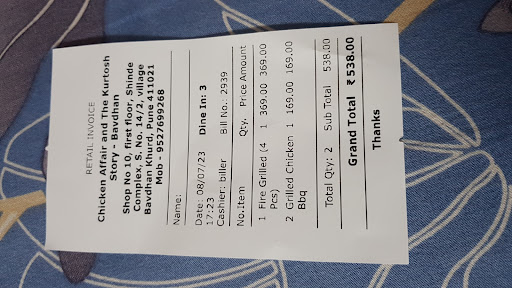 RETAIL INVOICE
Chicken Affair and The Kurtosh
Story - Bavdhan
Shop No 10, first floor, Shinde
Complex, S. No. 14/2, village
Bavdhan Khurd, Pune 411021
Mob - 9527699268
Name:
Date: 08/07/23 Dine In: 3
17:23
Cashier: biller Bill No.: 2939
No.Item Qty. Price Amount
1 Fire Grilled (4 1 369.00 369.00
Pcs)
2 Grilled Chicken 1 169.00 169.00
Bbq
Total Qty: 2 Sub Total 538.00
Grand Total ₹ 538.00
Thanks